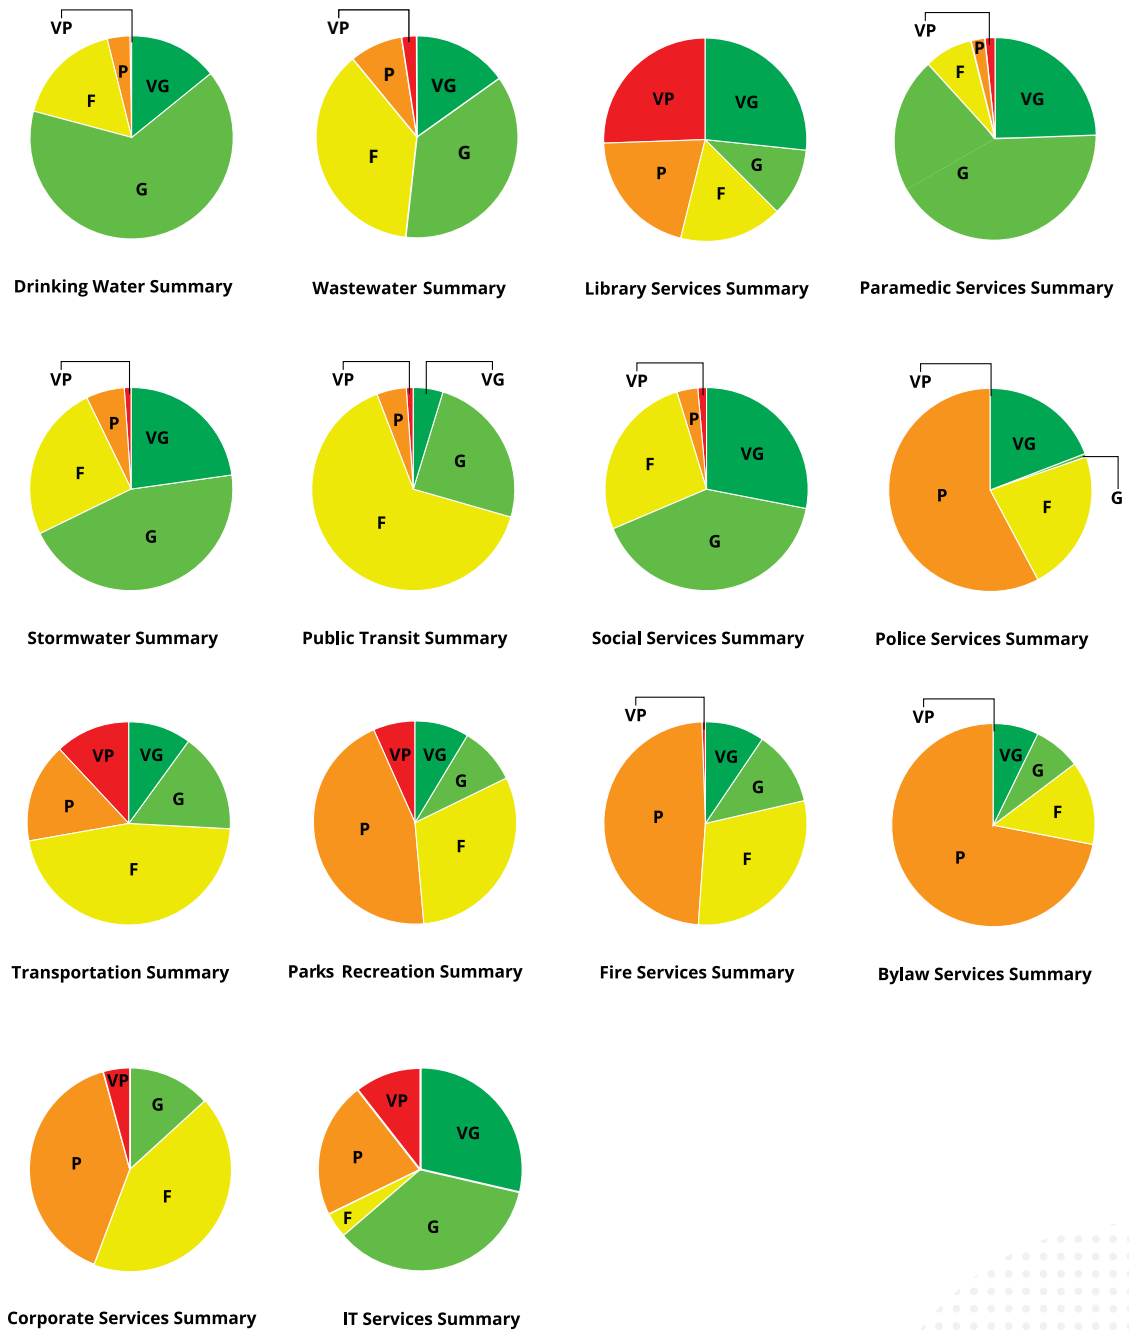 VP
P
VG
F
G
Drinking Water Summary
VP
P
VG
F
G
Wastewater Summary
VP
VG
G
P
F
Library Services Summary
VP
P
F
VG
G
Paramedic Services Summary
VP
P
VG
F
G
Stormwater Summary
VP
VG
P
G
F
Public Transit Summary
VP
P
VG
F
G
Social Services Summary
VP
VG
P
F
G
Police Services Summary
VP
VG
G
P
F
Transportation Summary
VP
VG
G
P
F
Parks Recreation Summary
VP
VG
G
P
F
Fire Services Summary
VP
VG
G
F
P
Bylaw Services Summary
VP
G
P
F
Corporate Services Summary
VP
VG
P
F
G
IT Services Summary